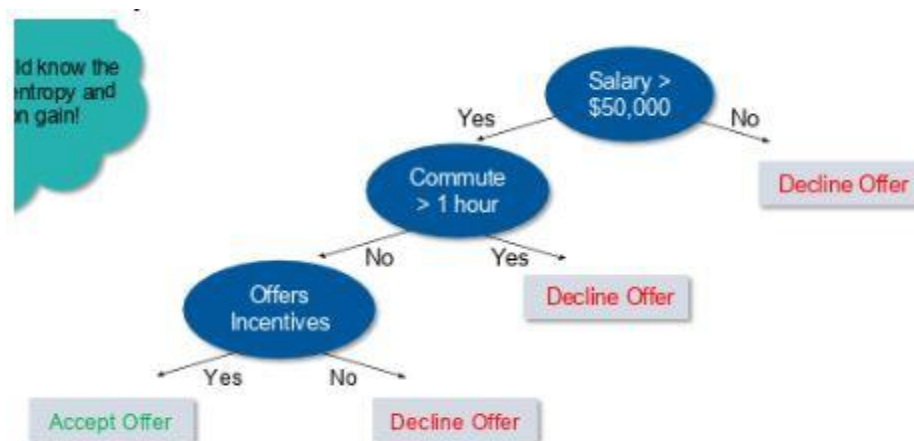 ld know the
entropy and
on gain!
Salary >
$50,000
Yes
No
Commute
> 1 hour
Decline Offer
No
Yes
Offers
Incentives
Decline Offer
Yes
No
Accept Offer
Decline Offer